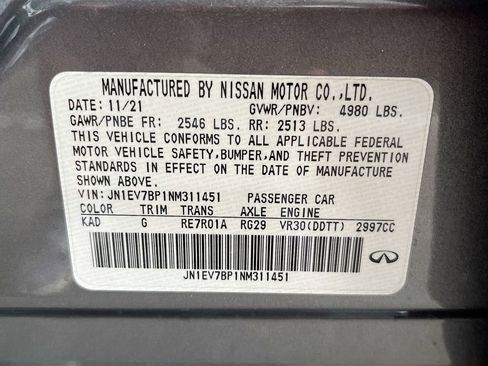 MANUFACTURED BY NISSAN MOTOR CO.,LTD.
DATE: 11/21 GVWR/PNBV: 4980 LBS.
GAWR/PNBE FR: 2546 LBS. RR: 2513 LBS.
THIS VEHICLE CONFORMS TO ALL APPLICABLE FEDERAL
MOTOR VEHICLE SAFETY,BUMPER,AND THEFT PREVENTION
STANDARDS IN EFFECT ON THE DATE OF MANUFACTURE
SHOWN ABOVE.
VIN: JN1EV7BP1NM311451 PASSENGER CAR
COLOR TRIM TRANS AXLE ENGINE
KAD G RE7R01A RG29 VR30(DDTT) 2997CC
JN1EV7BP1NM311451
INFINITI